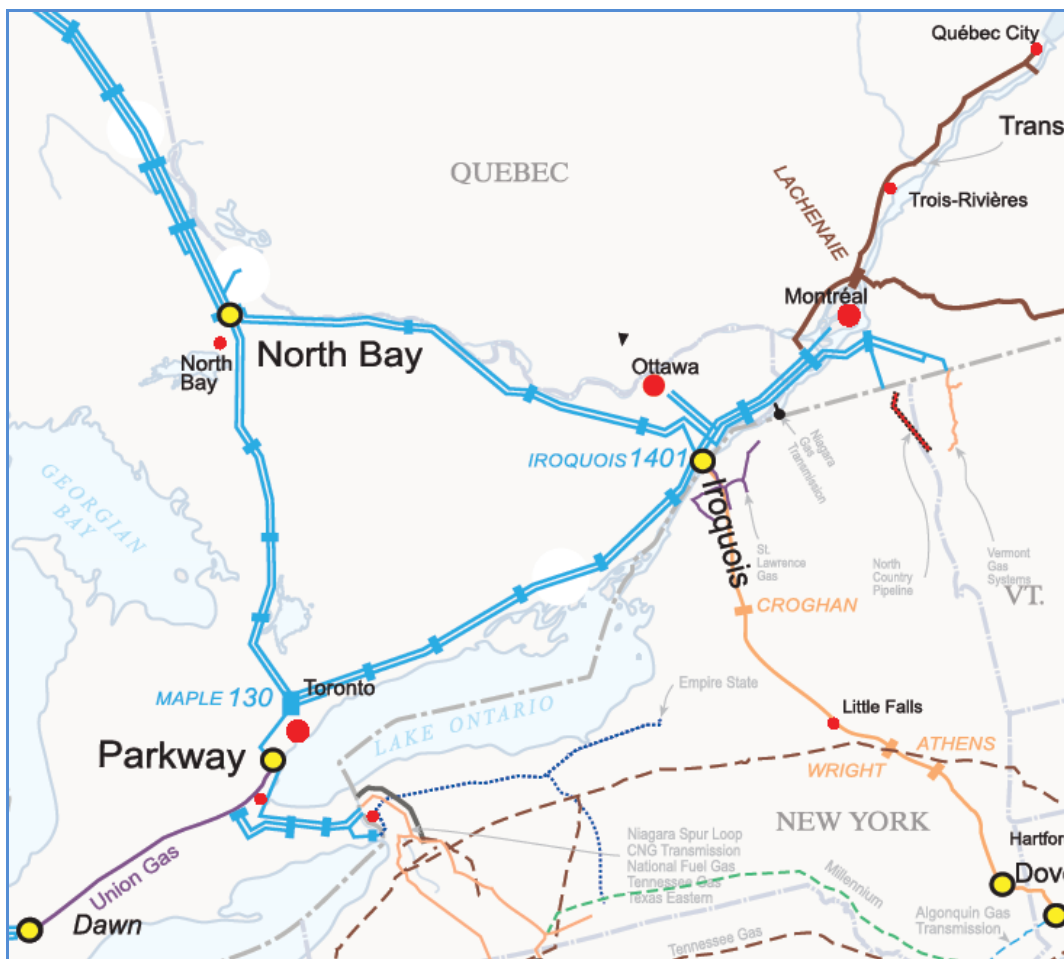 Québec City
Trans
QUEBEC
LACHENAIE
Trois-Rivières
Montréal
North
Bay
North Bay
Ottawa
IROQUOIS 1401
Iroquois
Niagara
Gas
Transmission
GEORGIAN
BAY
St.
Lawrence
Gas
North
Country
Pipeline
Vermont
Gas
Systems
VT.
CROGHAN
MAPLE 130
Toronto
Empire State
LAKE ONTARIO
Little Falls
Parkway
ATHENS
WRIGHT
NEW YORK
Niagara Spur Loop
CNG Transmission
National Fuel Gas
Tennessee Gas
Texas Eastern
Hartfor
Dove
Union Gas
Millennium
Dawn
Algonquin Gas
Transmission
Tennessee Gas